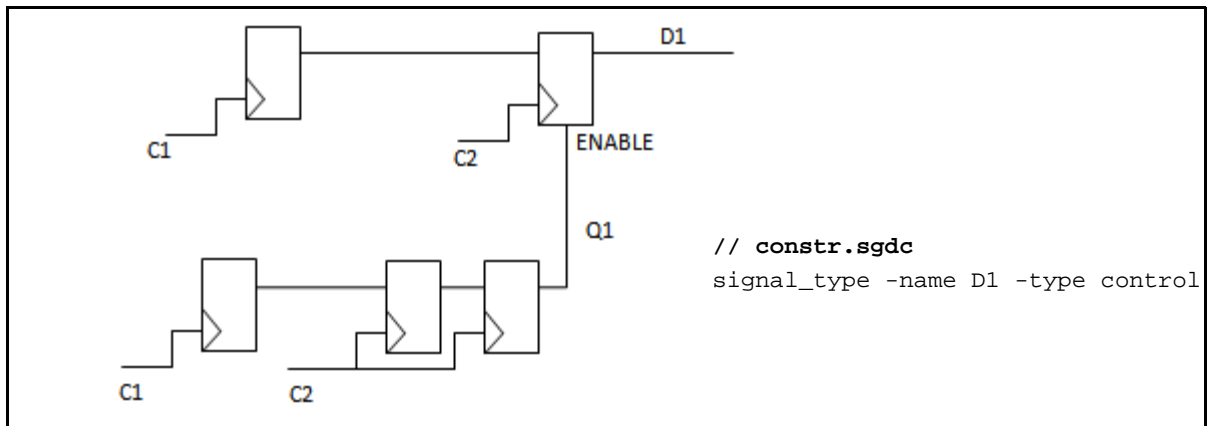 D1
C1
C2
ENABLE
Q1
// constr.sgdc
signal_type -name D1 -type control
C1
C2